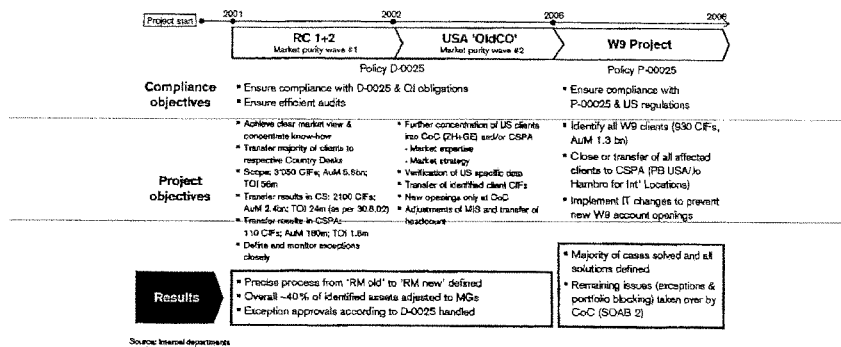 Project start
2001
2002
2006
2008
RC 1+2
Market purity wave #1
USA 'OldCO'
Market purity wave #2
W9 Project
Policy D-0025
Policy P-00025
Compliance
objectives
▪ Ensure compliance with D-0025 & QI obligations
▪ Ensure efficient audits
▪ Ensure compliance with
P-00025 & US regulations
Project
objectives
▪ Achieve clear market view &
concentrate know-how
▪ Transfer majority of clients to
respective Country Desks
▪ Scope: 3'050 CIFs; AuM 5.8bn;
TOI 56m
▪ Transfer results in CS: 2100 CIFs;
AuM 2.4bn; TOI 24m (as per 30.6.02)
▪ Transfer results in CSPA:
110 CIFs; AuM 180m; TOI 1.8m
▪ Define and monitor exceptions
closely
▪ Further concentration of US clients
into CoC (ZH+GE) and/or CSPA
- Market expertise
- Market strategy
▪ Verification of US specific data
▪ Transfer of identified client CIFs
▪ New openings only at CoC
▪ Adjustments of MIS and transfer of
headcount
▪ Identify all W9 clients (930 CIFs,
AuM 1.3 bn)
▪ Close or transfer of all affected
clients to CSPA (PB USA/Jo
Hambro for Int' Locations)
▪ Implement IT changes to prevent
new W9 account openings
Results
▪ Precise process from 'RM old' to 'RM new' defined
▪ Overall ~40% of identified assets adjusted to MGs
▪ Exception approvals according to D-0025 handled
▪ Majority of cases solved and all
solutions defined
▪ Remaining issues (exceptions &
portfolio blocking) taken over by
CoC (SOAB 2)
Source: Internal departments